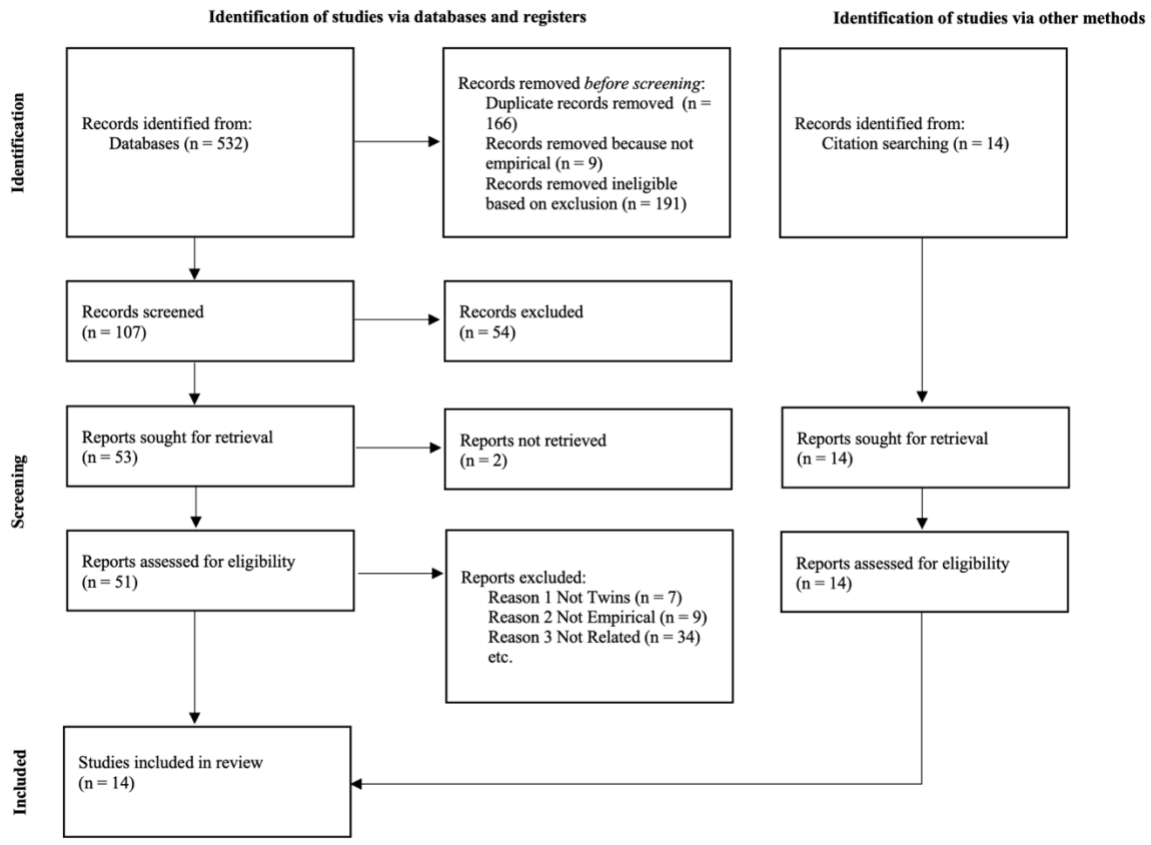 Identification of studies via databases and registers
Identification of studies via other methods
Identification
Records identified from:
Databases (n = 532)
Records removed before screening:
Duplicate records removed (n =
166)
Records removed because not
empirical (n = 9)
Records removed ineligible
based on exclusion (n = 191)
Records identified from:
Citation searching (n = 14)
Screening
Records screened
(n = 107)
Records excluded
(n = 54)
Reports sought for retrieval
(n = 53)
Reports not retrieved
(n = 2)
Reports sought for retrieval
(n = 14)
Reports assessed for eligibility
(n = 51)
Reports excluded:
Reason 1 Not Twins (n = 7)
Reason 2 Not Empirical (n = 9)
Reason 3 Not Related (n = 34)
etc.
Reports assessed for eligibility
(n = 14)
Included
Studies included in review
(n = 14)